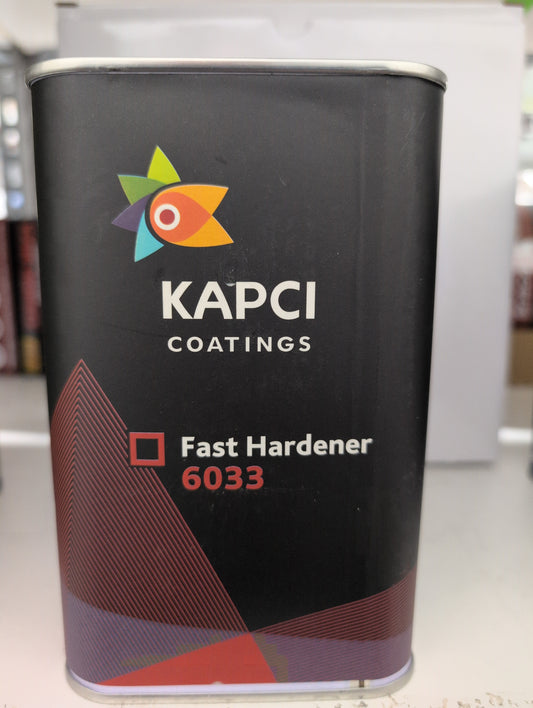 KAPCI
COATINGS
Fast Hardener
6033